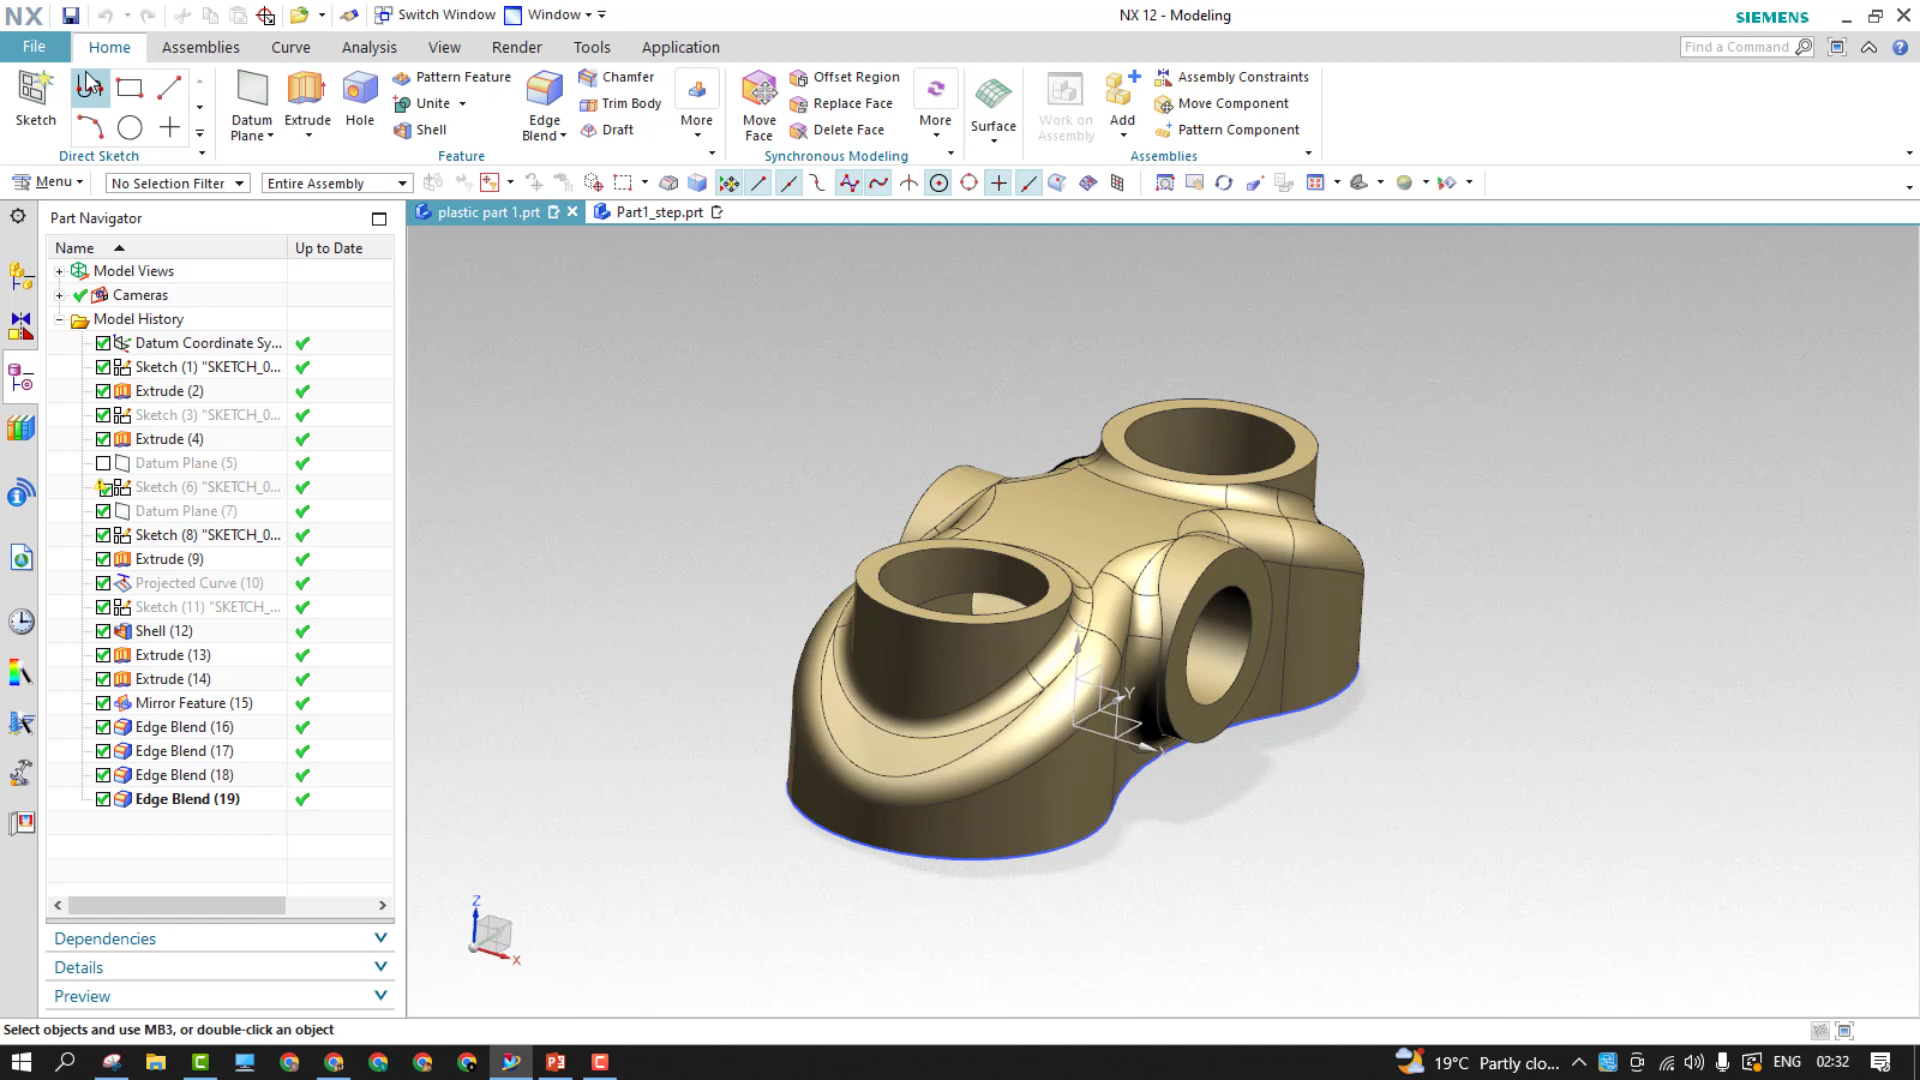 NX
Switch Window
Window
NX 12 - Modeling
SIEMENS
File
Home
Assemblies
Curve
Analysis
View
Render
Tools
Application
Find a Command
Sketch
Direct Sketch
Datum Plane
Extrude
Hole
Pattern Feature
Unite
Shell
Edge Blend
Chamfer
Trim Body
Draft
More
Feature
Move Face
Offset Region
Replace Face
Delete Face
More
Synchronous Modeling
Surface
Work on Assembly
Add
Assembly Constraints
Move Component
Pattern Component
Assemblies
Menu
No Selection Filter
Entire Assembly
Part Navigator
plastic part 1.prt
Part1_step.prt
Name
Up to Date
Model Views
Cameras
Model History
Datum Coordinate Sy...
Sketch (1) "SKETCH_0...
Extrude (2)
Sketch (3) "SKETCH_0...
Extrude (4)
Datum Plane (5)
Sketch (6) "SKETCH_0...
Datum Plane (7)
Sketch (8) "SKETCH_0...
Extrude (9)
Projected Curve (10)
Sketch (11) "SKETCH_...
Shell (12)
Extrude (13)
Extrude (14)
Mirror Feature (15)
Edge Blend (16)
Edge Blend (17)
Edge Blend (18)
Edge Blend (19)
Y
Z
X
Dependencies
Details
Preview
Select objects and use MB3, or double-click an object
19°C Partly clo...
ENG
02:32